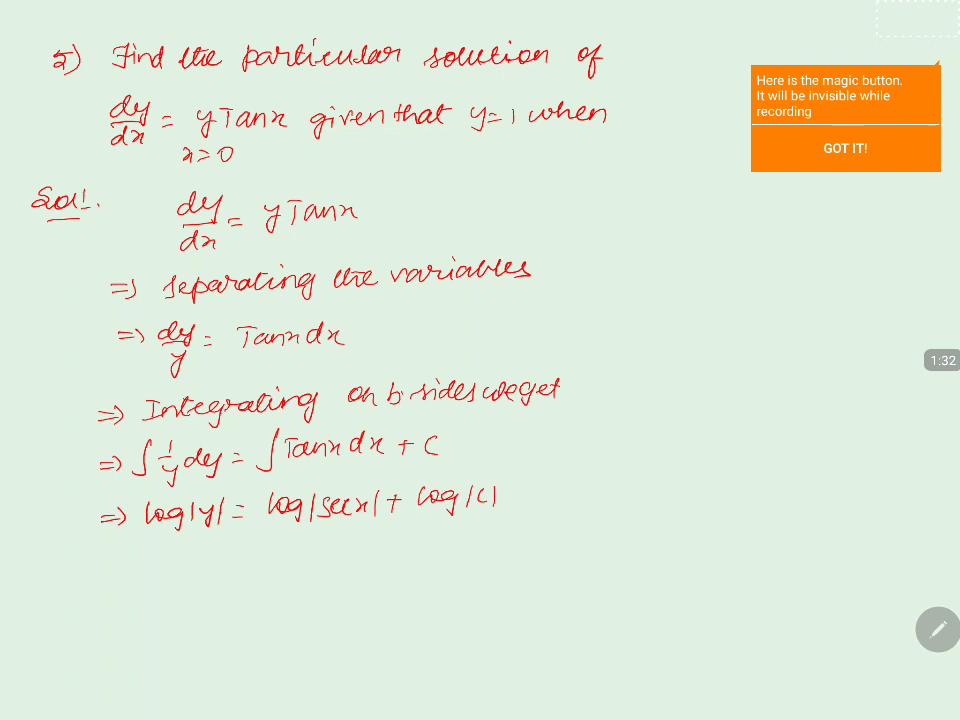 2) Find the particular solution of
dy/dx = y Tanx given that y=1 when
x=0
Sol:
dy/dx = y Tanx
=> separating the variables
=> dy/y = Tanx dx
=> Integrating on b·sides we get
=> ∫ 1/y dy = ∫ Tanx dx + C
=> log|y| = log|secx| + log|c|
Here is the magic button.
It will be invisible while
recording
GOT IT!
1:32